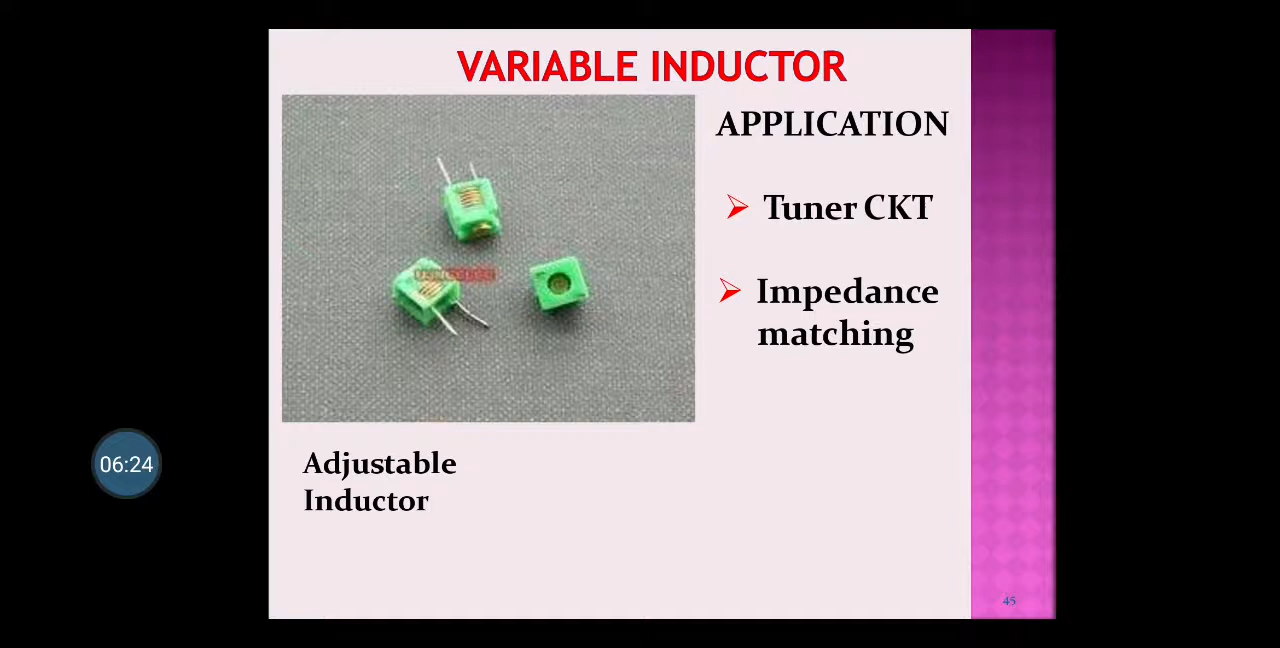 VARIABLE INDUCTOR
APPLICATION
Tuner CKT
Impedance
matching
06:24
Adjustable
Inductor
45